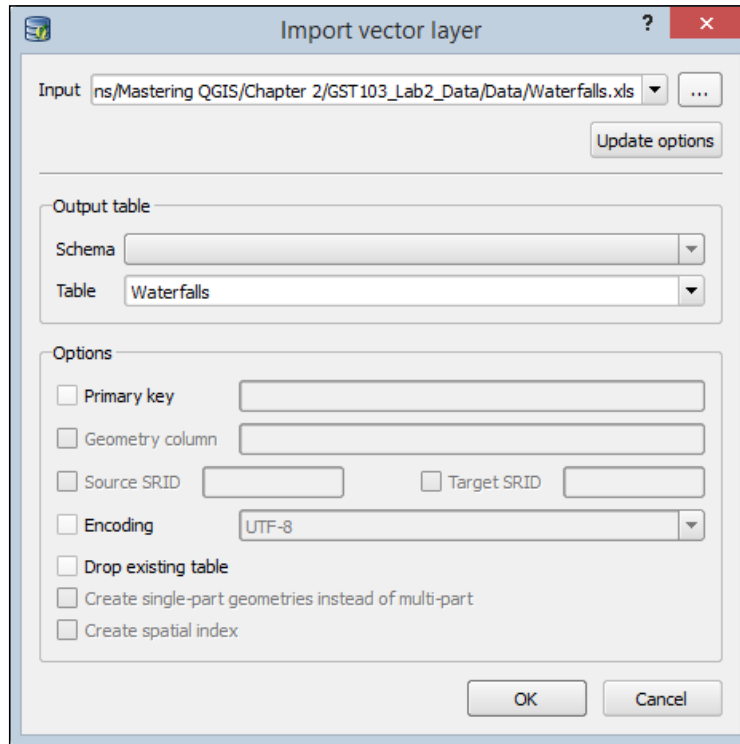 Import vector layer
?
Input ns/Mastering QGIS/Chapter 2/GST103_Lab2_Data/Data/Waterfalls.xls ...
Update options
Output table
Schema
Table Waterfalls
Options
Primary key
Geometry column
Source SRID Target SRID
Encoding UTF-8
Drop existing table
Create single-part geometries instead of multi-part
Create spatial index
OK Cancel